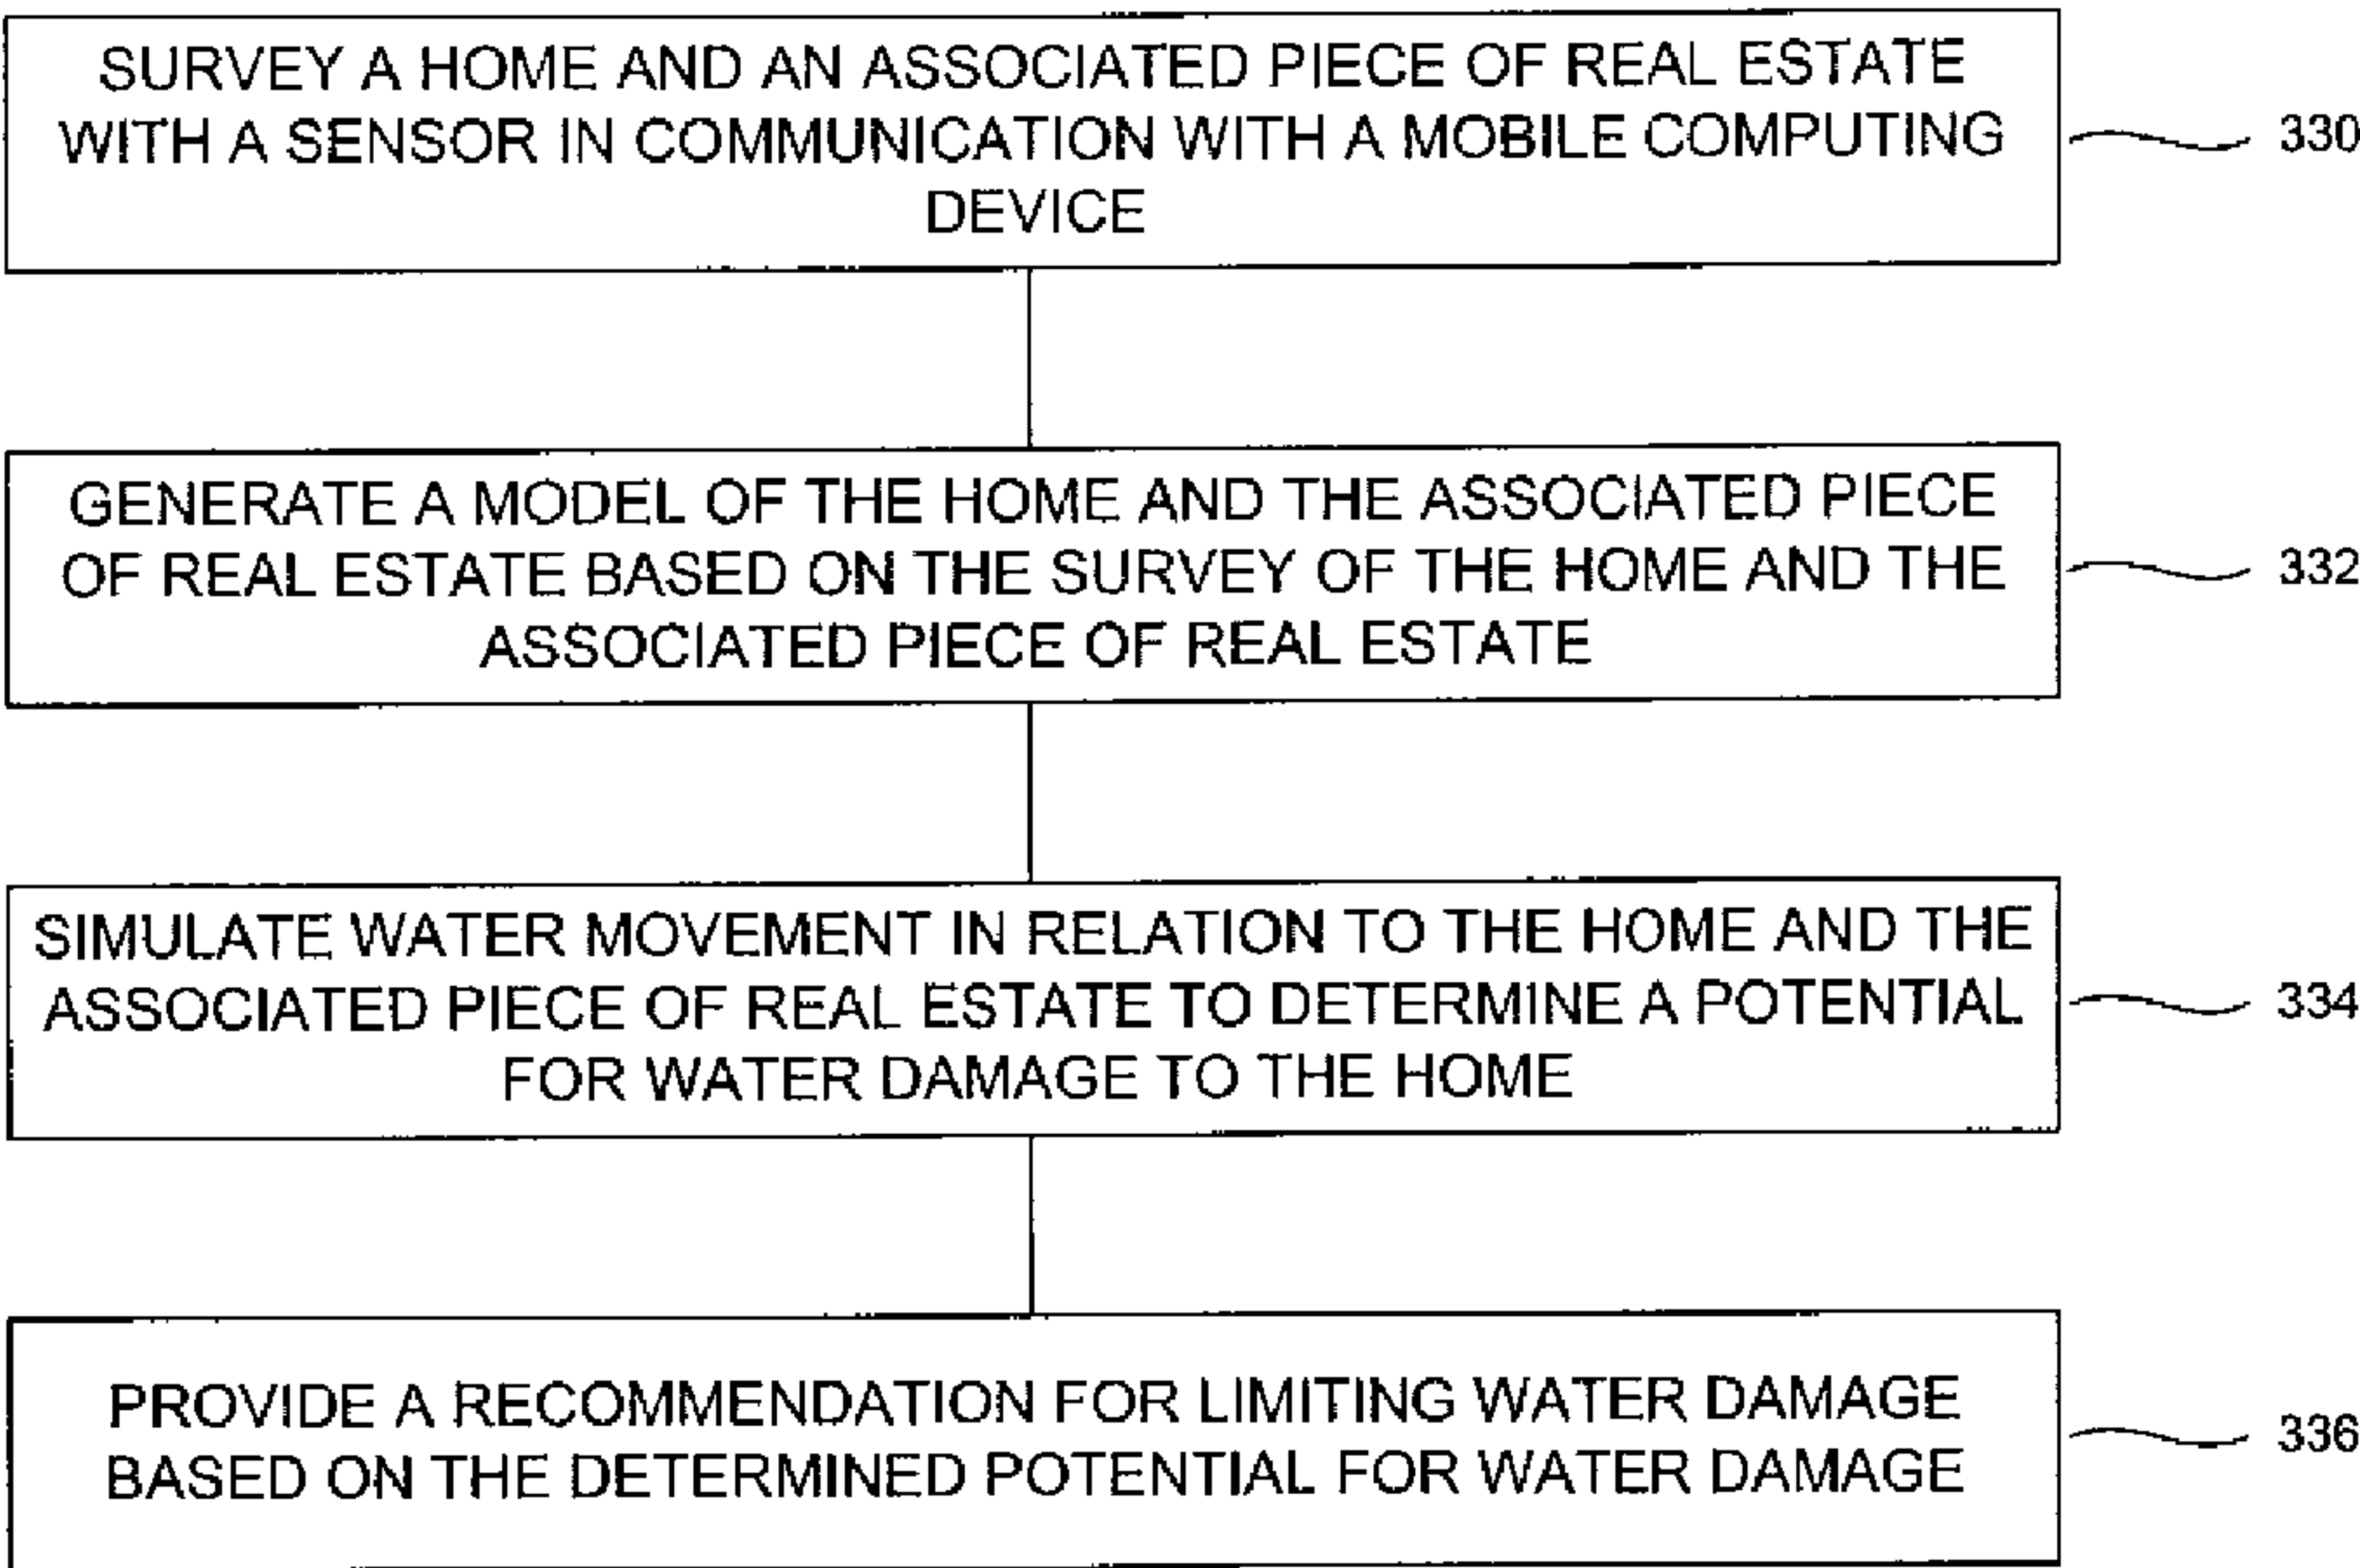 SURVEY A HOME AND AN ASSOCIATED PIECE OF REAL ESTATE
WITH A SENSOR IN COMMUNICATION WITH A MOBILE COMPUTING
DEVICE
330
GENERATE A MODEL OF THE HOME AND THE ASSOCIATED PIECE
OF REAL ESTATE BASED ON THE SURVEY OF THE HOME AND THE
ASSOCIATED PIECE OF REAL ESTATE
332
SIMULATE WATER MOVEMENT IN RELATION TO THE HOME AND THE
ASSOCIATED PIECE OF REAL ESTATE TO DETERMINE A POTENTIAL
FOR WATER DAMAGE TO THE HOME
334
PROVIDE A RECOMMENDATION FOR LIMITING WATER DAMAGE
BASED ON THE DETERMINED POTENTIAL FOR WATER DAMAGE
336